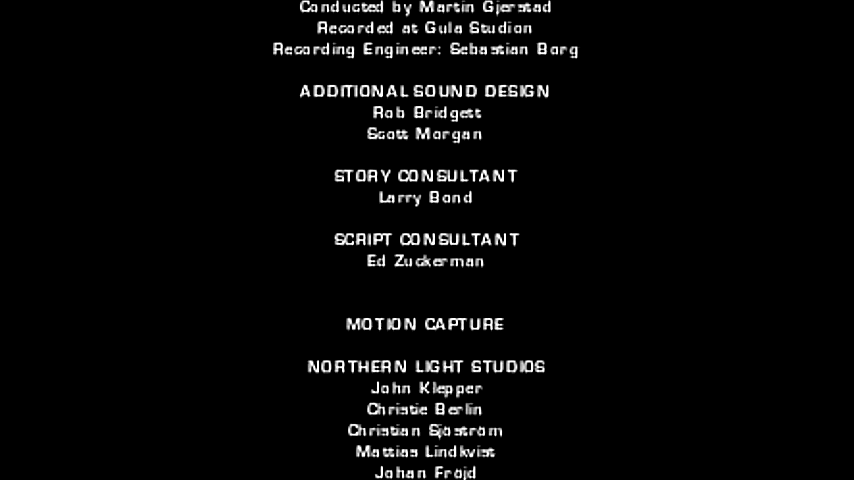 Conducted by Martin Gjerstad
Recorded at Gula Studion
Recording Engineer: Sebastian Borg
ADDITIONAL SOUND DESIGN
Rob Bridgett
Scott Morgan
STORY CONSULTANT
Larry Bond
SCRIPT CONSULTANT
Ed Zuckerman
MOTION CAPTURE
NORTHERN LIGHT STUDIOS
John Klepper
Christie Berlin
Christian Sjöström
Mattias Lindkvist
Johan Fröjd